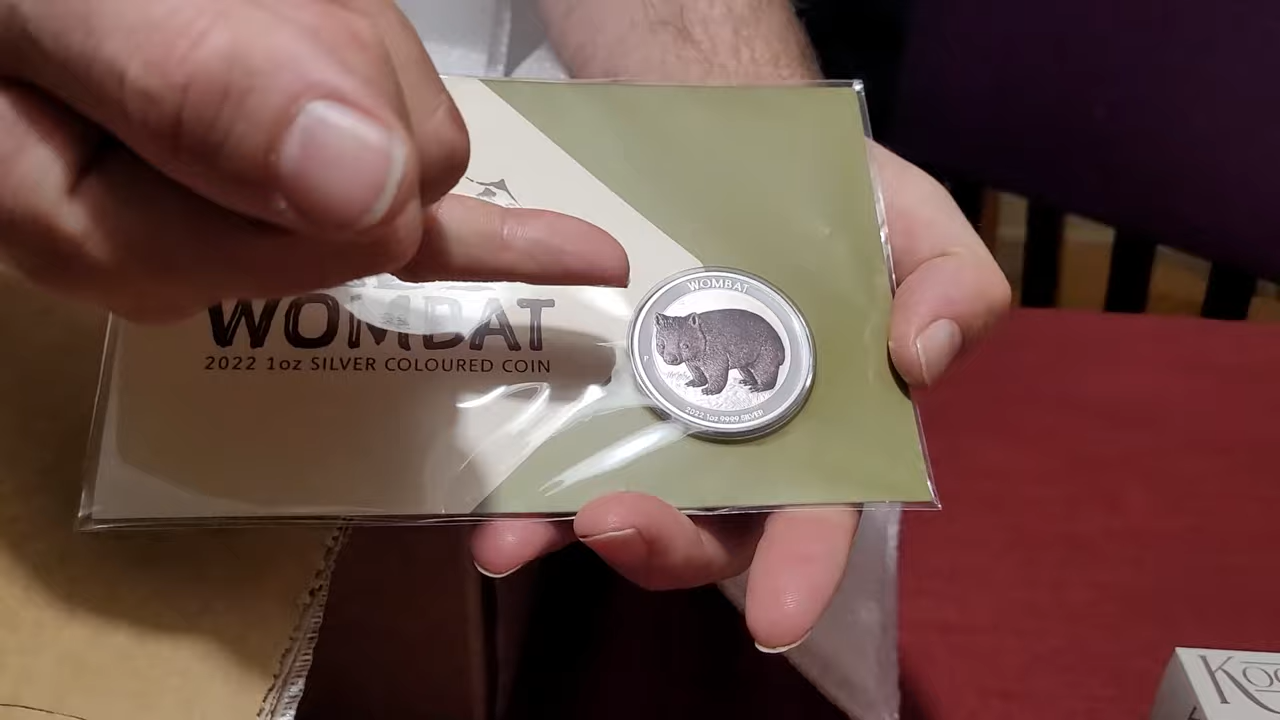 WOMBAT
2022 1oz SILVER COLOURED COIN
WOMBAT
P
2022 1oz 9999 SILVER